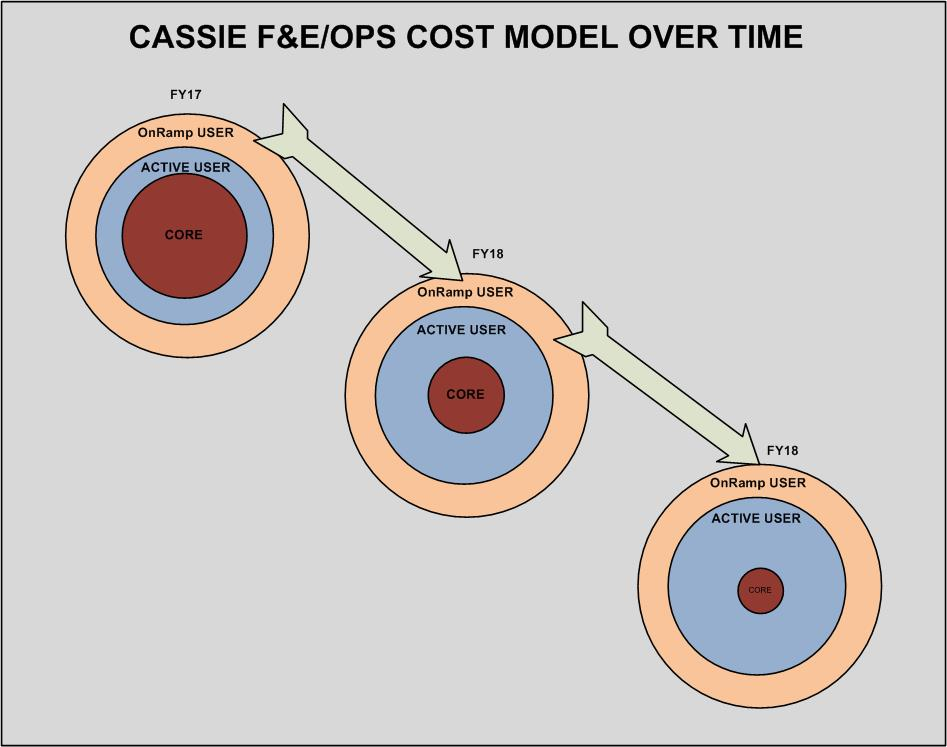 CASSIE F&E/OPS COST MODEL OVER TIME
FY17
OnRamp USER
ACTIVE USER
CORE
FY18
OnRamp USER
ACTIVE USER
CORE
FY18
OnRamp USER
ACTIVE USER
CORE